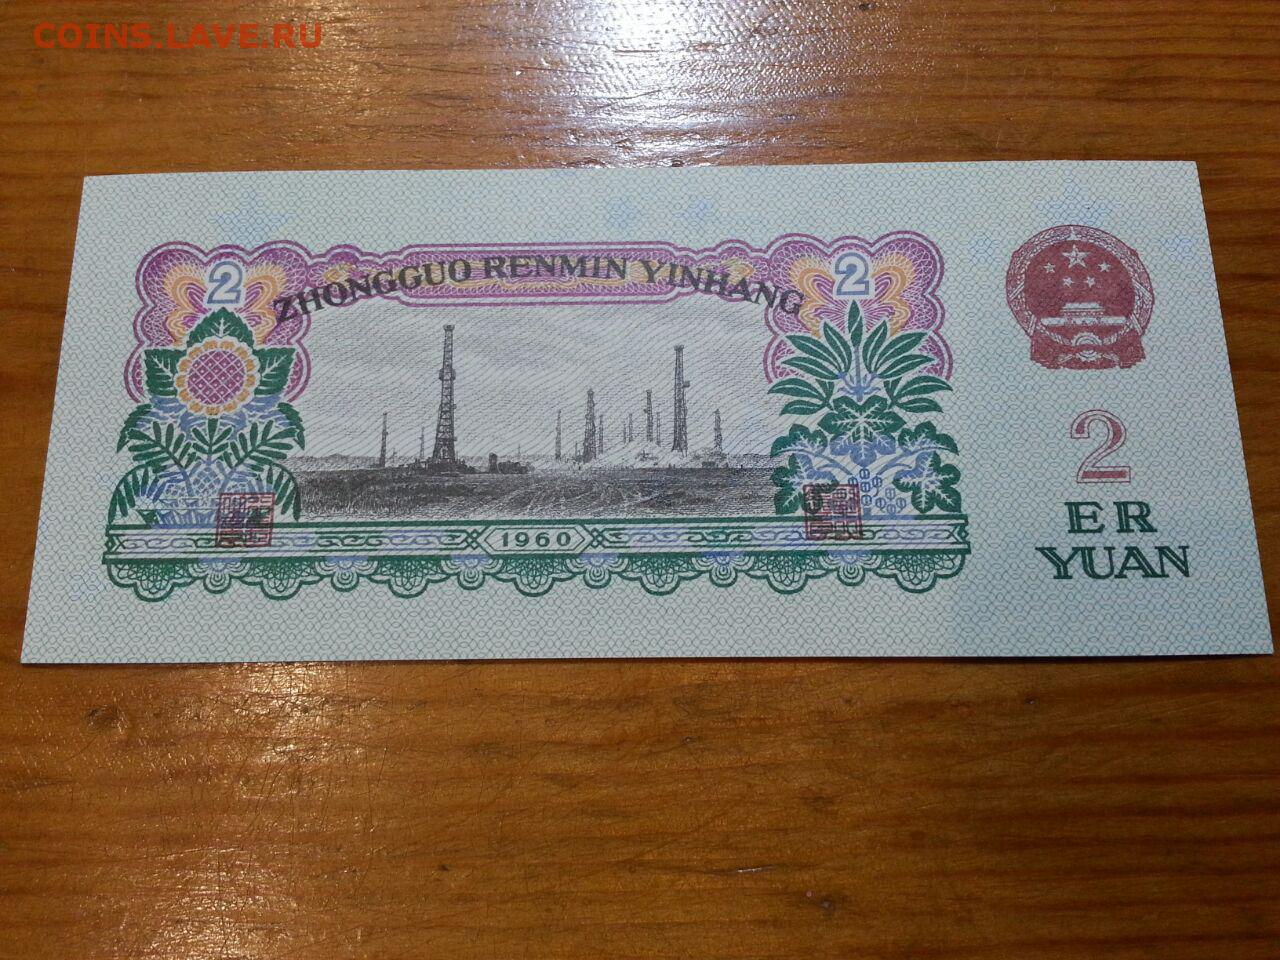 COINS.LAVE.RU
2
ZHONGGUO RENMIN YINHANG
2
1960
2
ER
YUAN